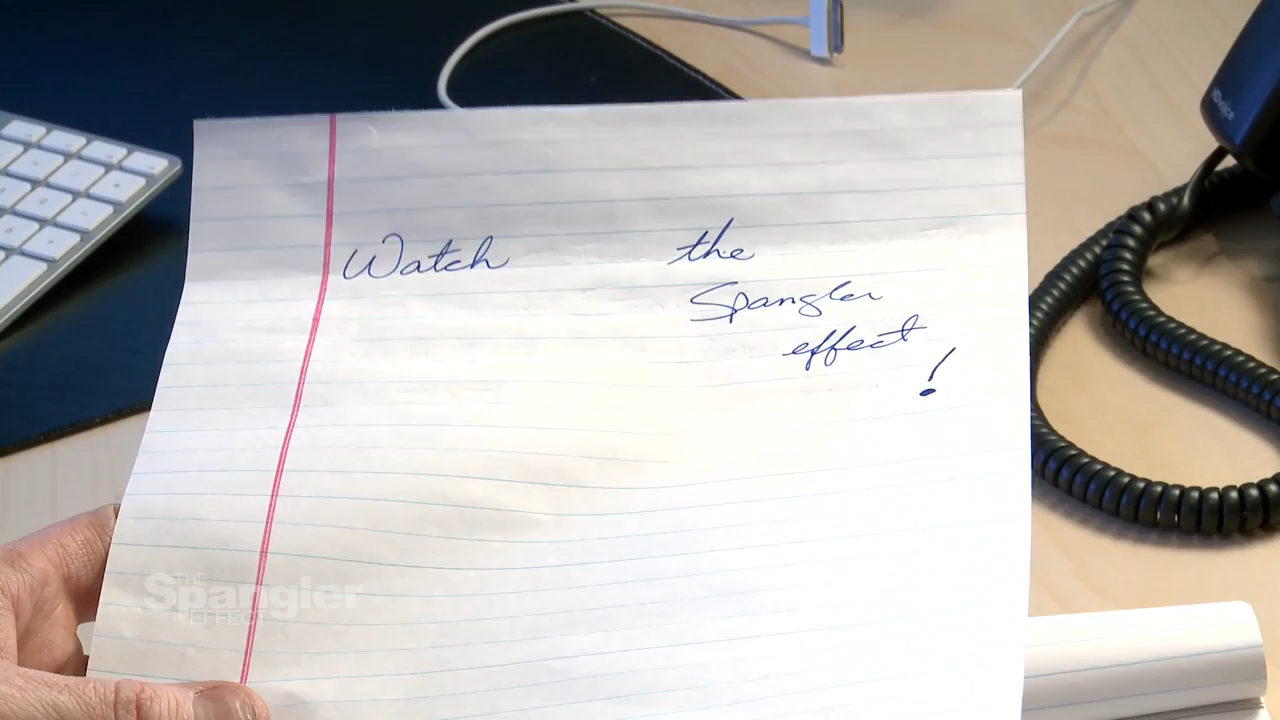 Watch the
Spangler
effect
!
THE
Spangler
EFFECT